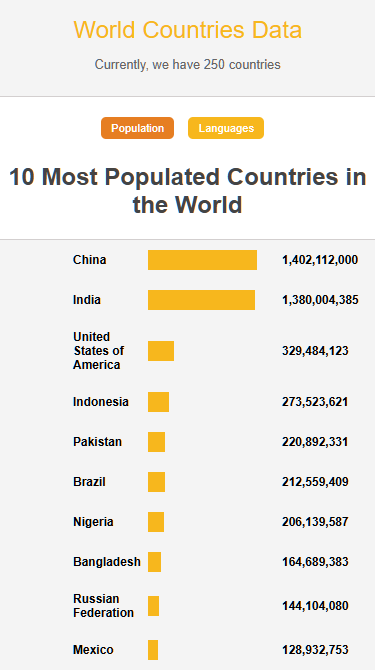 World Countries Data
Currently, we have 250 countries
Population
Languages
10 Most Populated Countries in
the World
China 1,402,112,000
India 1,380,004,385
United
States of
America
329,484,123
Indonesia 273,523,621
Pakistan 220,892,331
Brazil 212,559,409
Nigeria 206,139,587
Bangladesh 164,689,383
Russian
Federation
144,104,080
Mexico 128,932,753